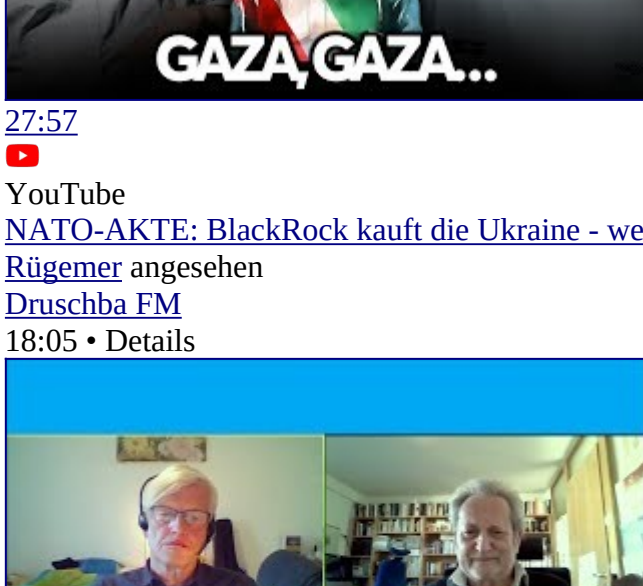 GAZA, GAZA...
27:57
YouTube
NATO-AKTE: BlackRock kauft die Ukraine - we
Rügemer angesehen
Druschba FM
18:05 • Details